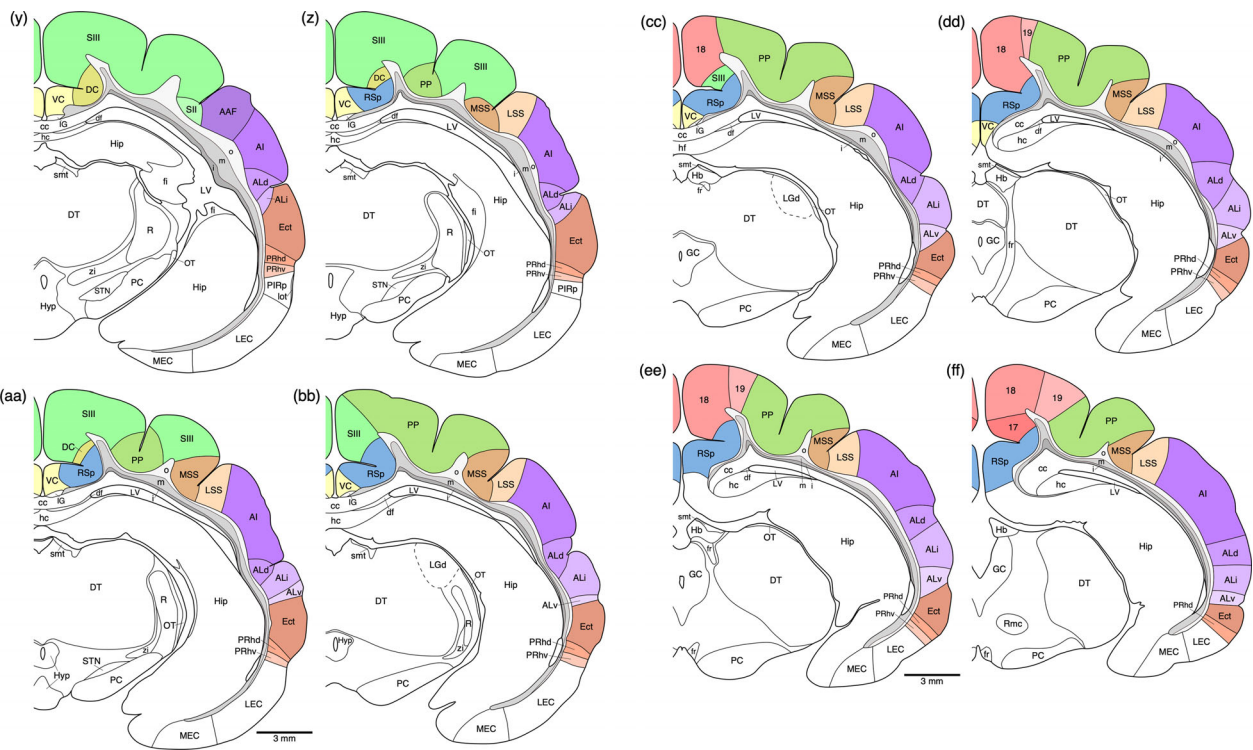 (y)
SIII
DC
VC
SII
AAF
IG
df
cc
hc
Hip
AI
o
m
i
smt
fi
LV
ALd
ALi
DT
R
fi
Ect
OT
zi
PRhd
PRhv
STN
PC
Hip
PIRp
lot
Hyp
LEC
MEC
(z)
SIII
DC
PP
SIII
RSp
VC
MSS
LSS
IG
df
cc
hc
LV
AI
m
o
i
smt
Hip
ALd
ALi
fi
DT
R
Ect
OT
zi
PRhd
PRhv
STN
PC
PIRp
Hyp
LEC
MEC
(cc)
18
PP
SIII
RSp
MSS
LSS
VC
IG
LV
cc
df
AI
o
m
i
hf
smt
Hb
fr
LGd
Hip
ALd
DT
OT
ALi
ALv
GC
Ect
PRhd
PRhv
PC
LEC
MEC
(dd)
18
19
PP
RSp
MSS
LSS
VC
cc
LV
df
hc
AI
o
m
i
smt
Hb
ALd
DT
OT
Hip
ALi
DT
GC
fr
ALv
Ect
PRhd
PRhv
PC
LEC
MEC
(aa)
SIII
SIII
DC
PP
RSp
o
MSS
VC
m
LSS
IG
df
LV
i
cc
AI
hc
smt
DT
ALd
ALi
R
Hip
ALv
OT
Ect
zi
PRhd
PRhv
STN
Hyp
PC
LEC
MEC
3 mm
(bb)
PP
SIII
RSp
o
MSS
VC
m
LSS
IG
LV
i
cc
df
AI
hc
smt
LGd
ALd
OT
Hip
ALi
DT
ALv
R
Ect
Hyp
zi
PRhd
PRhv
PC
LEC
MEC
(ee)
18
19
PP
RSp
MSS
o
LSS
cc
df
hc
LV
m
i
AI
smt
Hb
ALd
fr
OT
Hip
ALi
GC
DT
ALv
PRhd
Ect
PRhv
fr
PC
LEC
MEC
3 mm
(ff)
18
19
PP
17
RSp
o
MSS
LSS
m
cc
i
hc
LV
AI
smt
Hb
Hip
ALd
GC
DT
ALi
ALv
PRhd
Ect
Rmc
fr
PC
LEC
MEC